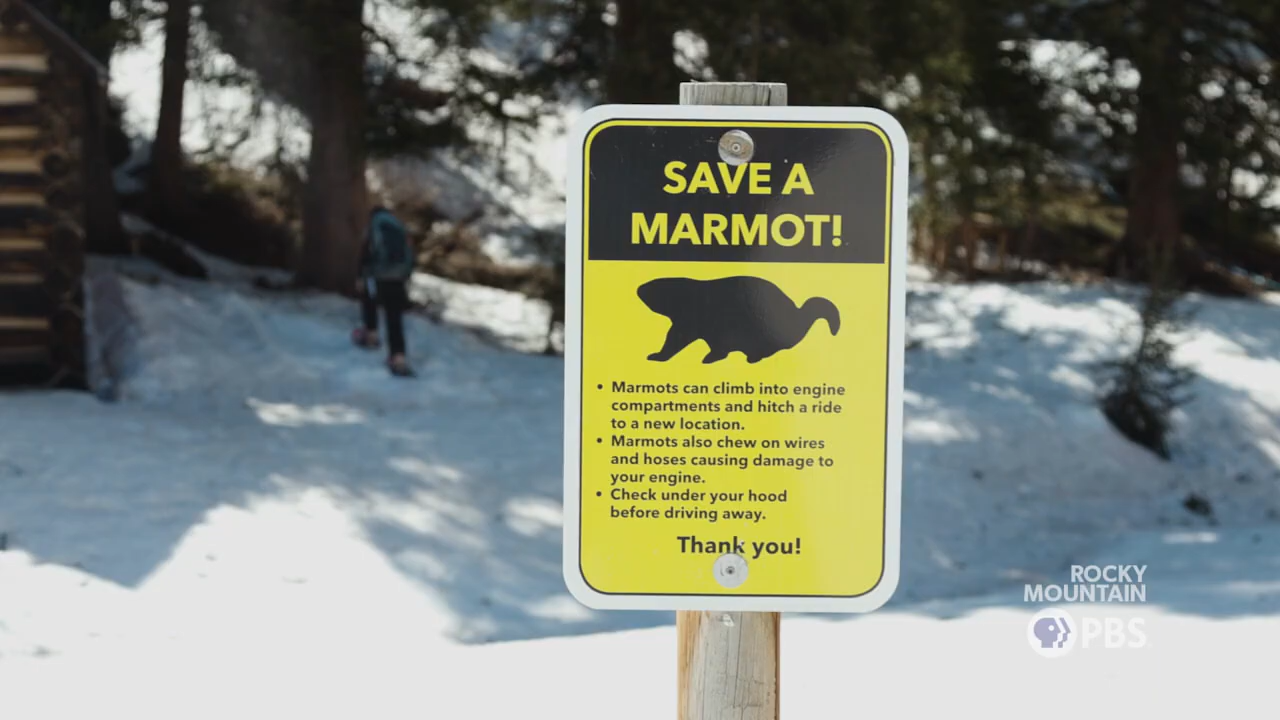 SAVE A
MARMOT!
• Marmots can climb into engine
compartments and hitch a ride
to a new location.
• Marmots also chew on wires
and hoses causing damage to
your engine.
• Check under your hood
before driving away.
Thank you!
ROCKY
MOUNTAIN
PBS